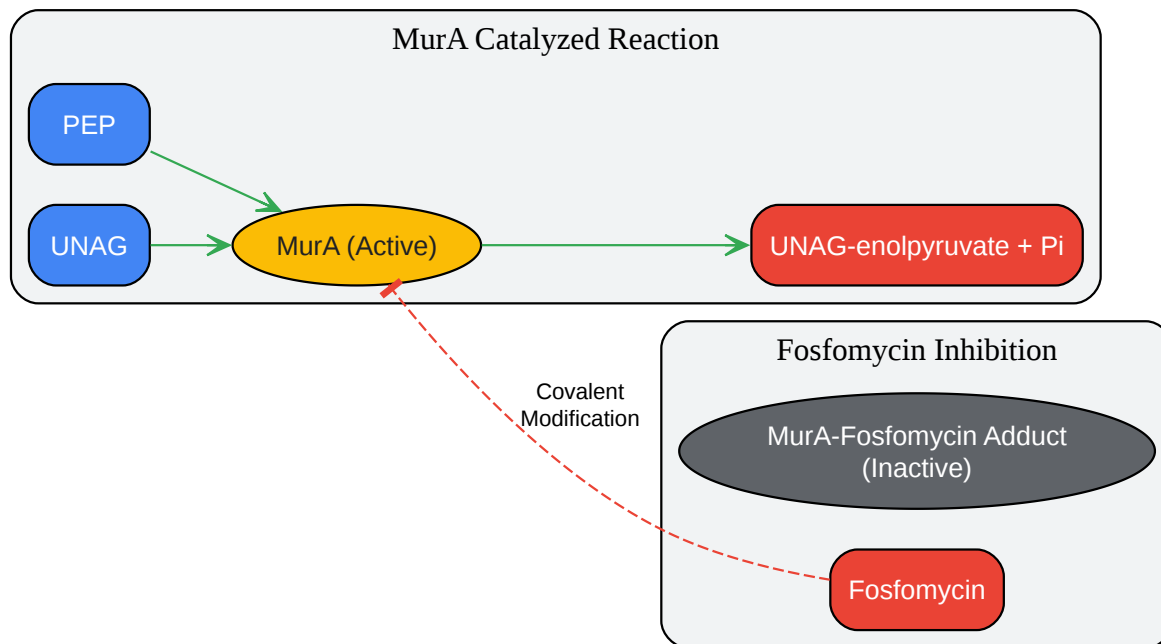 MurA Catalyzed Reaction
PEP
UNAG
MurA (Active)
UNAG-enolpyruvate + Pi
Fosfomycin Inhibition
Covalent
Modification
MurA-Fosfomycin Adduct
(Inactive)
Fosfomycin